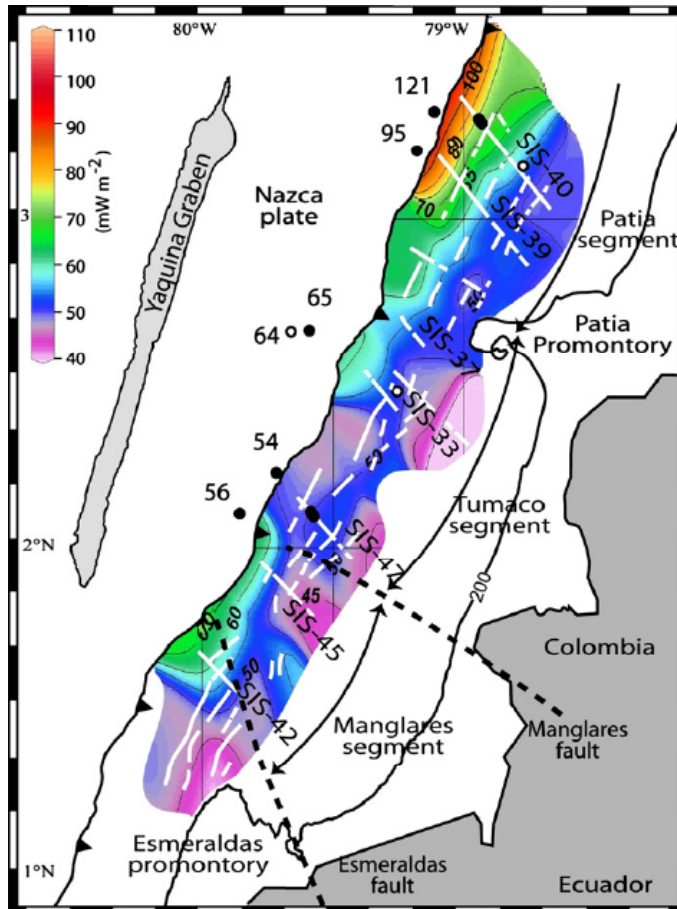 80°W
79°W
110
100
90
80
70
60
50
40
(mW m⁻²)
Yaquina Graben
Nazca
plate
121
95
100
SIS-40
SIS-39
70
3
Patia
segment
65
64
Patia
Promontory
SIS-37
SIS-33
50
54
56
Tumaco
segment
2°N
SIS-47
45
SIS-45
200
60
50
SIS-42
Colombia
Manglares
segment
Manglares
fault
Esmeraldas
promontory
Esmeraldas
fault
1°N
Ecuador